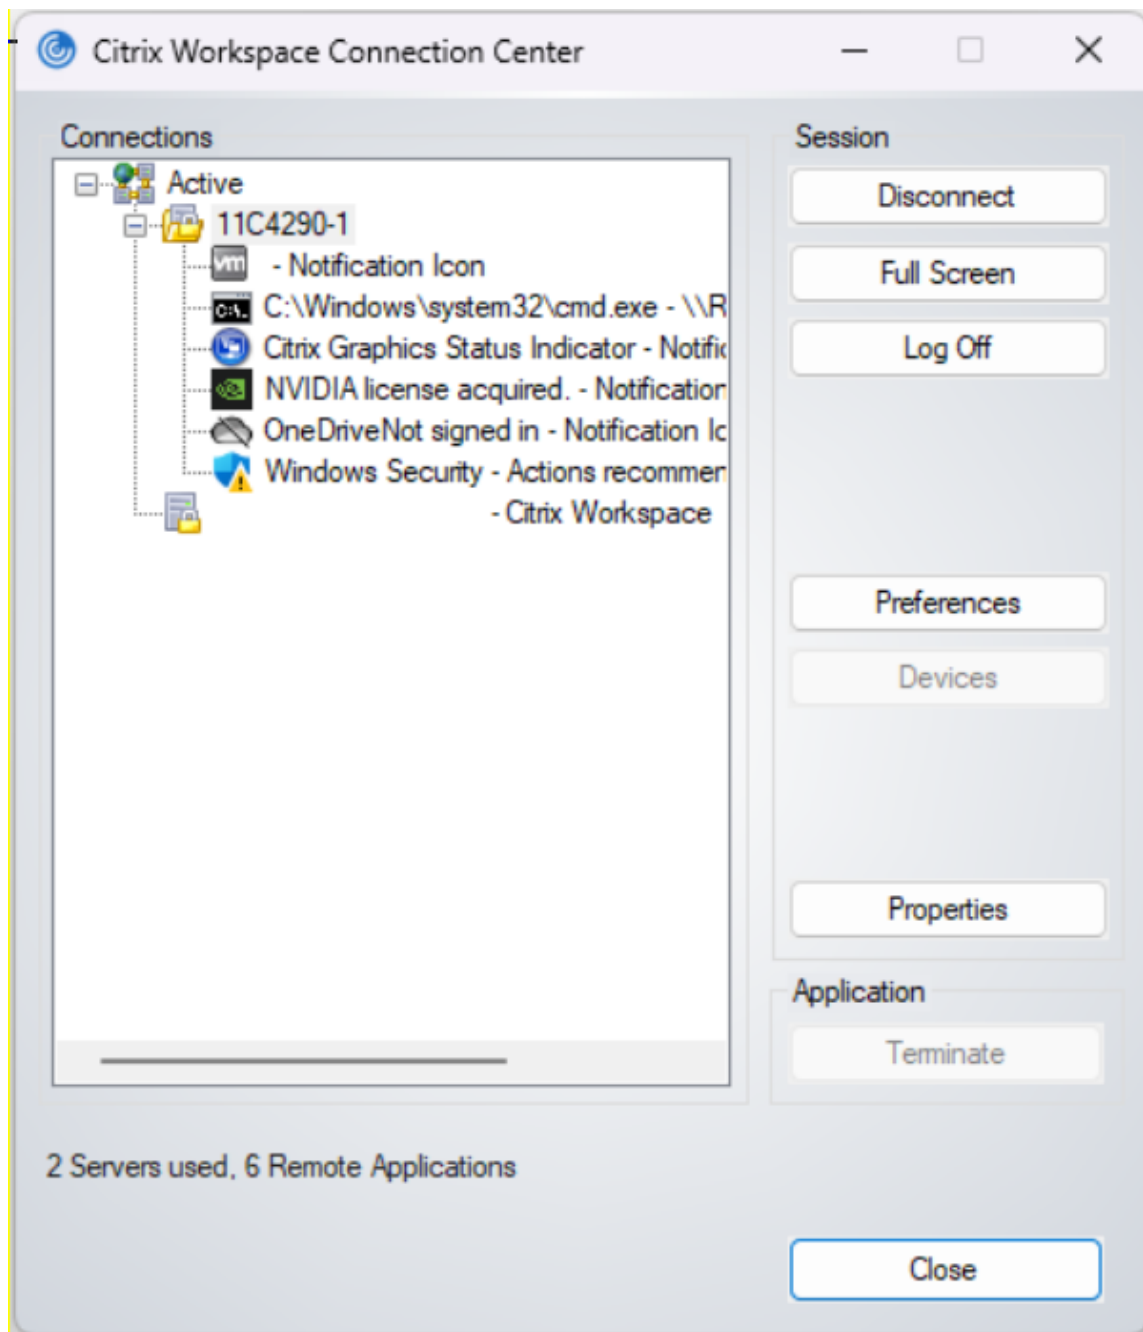 Citrix Workspace Connection Center
Connections
Active
11C4290-1
vm - Notification Icon
C:\Windows\system32\cmd.exe - \\R
Citrix Graphics Status Indicator - Notific
NVIDIA license acquired. - Notification
OneDriveNot signed in - Notification Ic
Windows Security - Actions recommen
- Citrix Workspace
2 Servers used, 6 Remote Applications
Session
Disconnect
Full Screen
Log Off
Preferences
Devices
Properties
Application
Terminate
Close